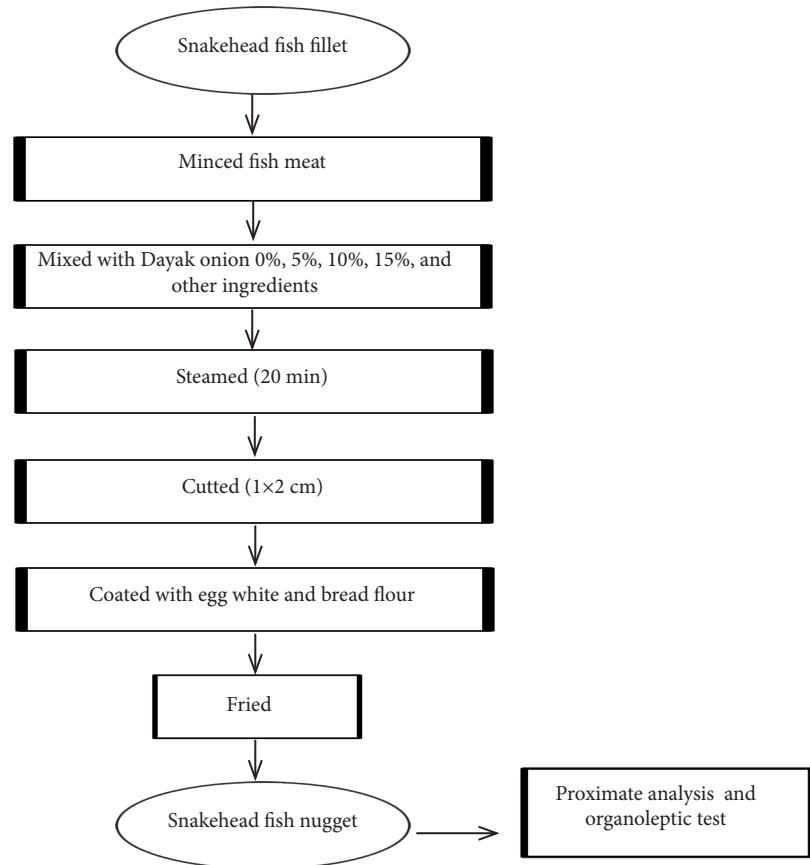 Snakehead fish fillet
Minced fish meat
Mixed with Dayak onion 0%, 5%, 10%, 15%, and
other ingredients
Steamed (20 min)
Cutted (1×2 cm)
Coated with egg white and bread flour
Fried
Snakehead fish nugget
Proximate analysis and
organoleptic test